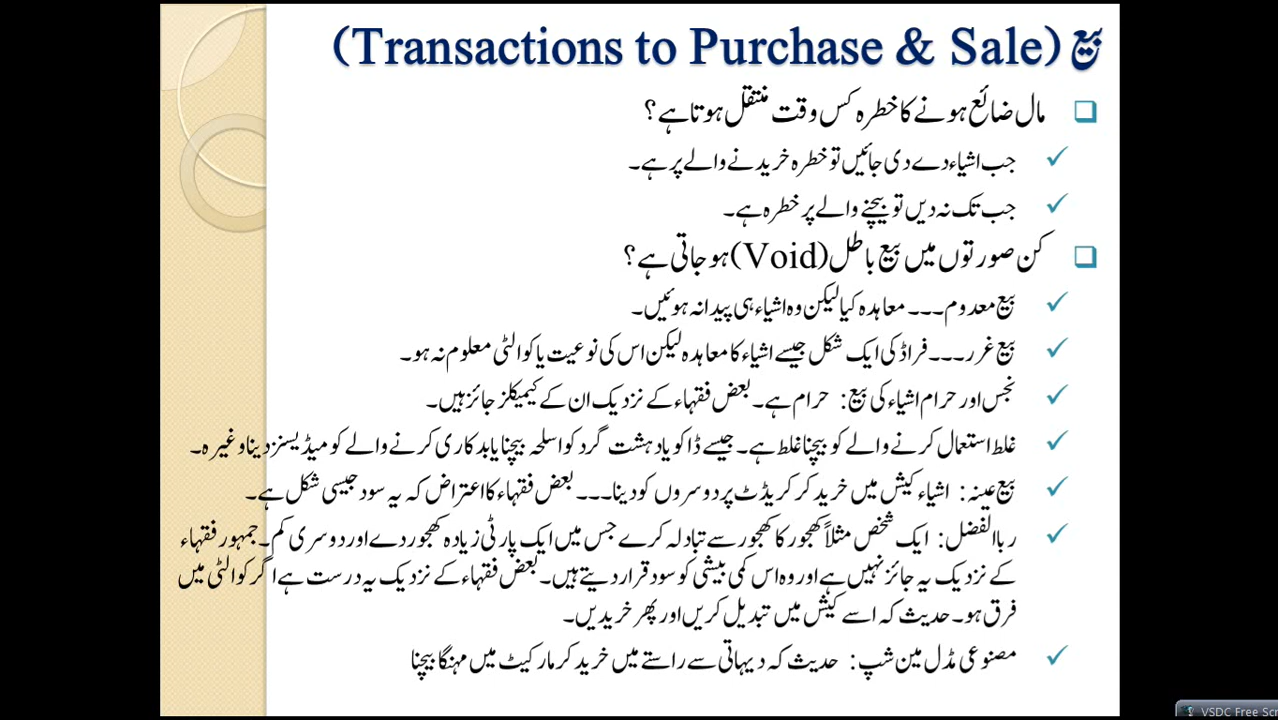 بیع (Transactions to Purchase & Sale)
مال ضائع ہونے کا خطرہ کس وقت منتقل ہوتا ہے؟
جب اشیاء دے دی جائیں تو خطرہ خریدنے والے پر ہے۔
جب تک نہ دیں تو بیچنے والے پر خطرہ ہے۔
کن صورتوں میں بیع باطل (Void) ہو جاتی ہے؟
بیع معدوم۔۔۔ معاہدہ کیا لیکن وہ اشیاء ہی پیدا نہ ہوئیں۔
بیع غرر۔۔۔ فراڈ کی ایک شکل جیسے اشیاء کا معاہدہ لیکن اس کی نوعیت یا کوالٹی معلوم نہ ہو۔
نجس اور حرام اشیاء کی بیع: حرام ہے۔ بعض فقہاء کے نزدیک ان کے کیمیکلز جائز ہیں۔
غلط استعمال کرنے والے کو بیچنا غلط ہے۔ جیسے ڈاکو یا دہشت گرد کو اسلحہ بیچنا یا بدکاری کرنے والے کو میڈیسنز دینا وغیرہ۔
بیع عینہ: اشیاء کیش میں خرید کر کریڈٹ پر دوسروں کو دینا۔۔۔ بعض فقہاء کا اعتراض کہ یہ سود جیسی شکل ہے۔
ربا الفضل: ایک شخص مثلاً کھجور کا کھجور سے تبادلہ کرے جس میں ایک پارٹی زیادہ کھجور دے اور دوسری کم۔ جمہور فقہاء
کے نزدیک یہ جائز نہیں ہے اور وہ اس کمی بیشی کو سود قرار دیتے ہیں۔ بعض فقہاء کے نزدیک یہ درست ہے اگر کوالٹی میں
فرق ہو۔ حدیث کہ اسے کیش میں تبدیل کریں اور پھر خریدیں۔
مصنوعی مڈل مین شپ: حدیث کہ دیہاتی سے راستے میں خرید کر مارکیٹ میں مہنگا بیچنا
VSDC Free Scr